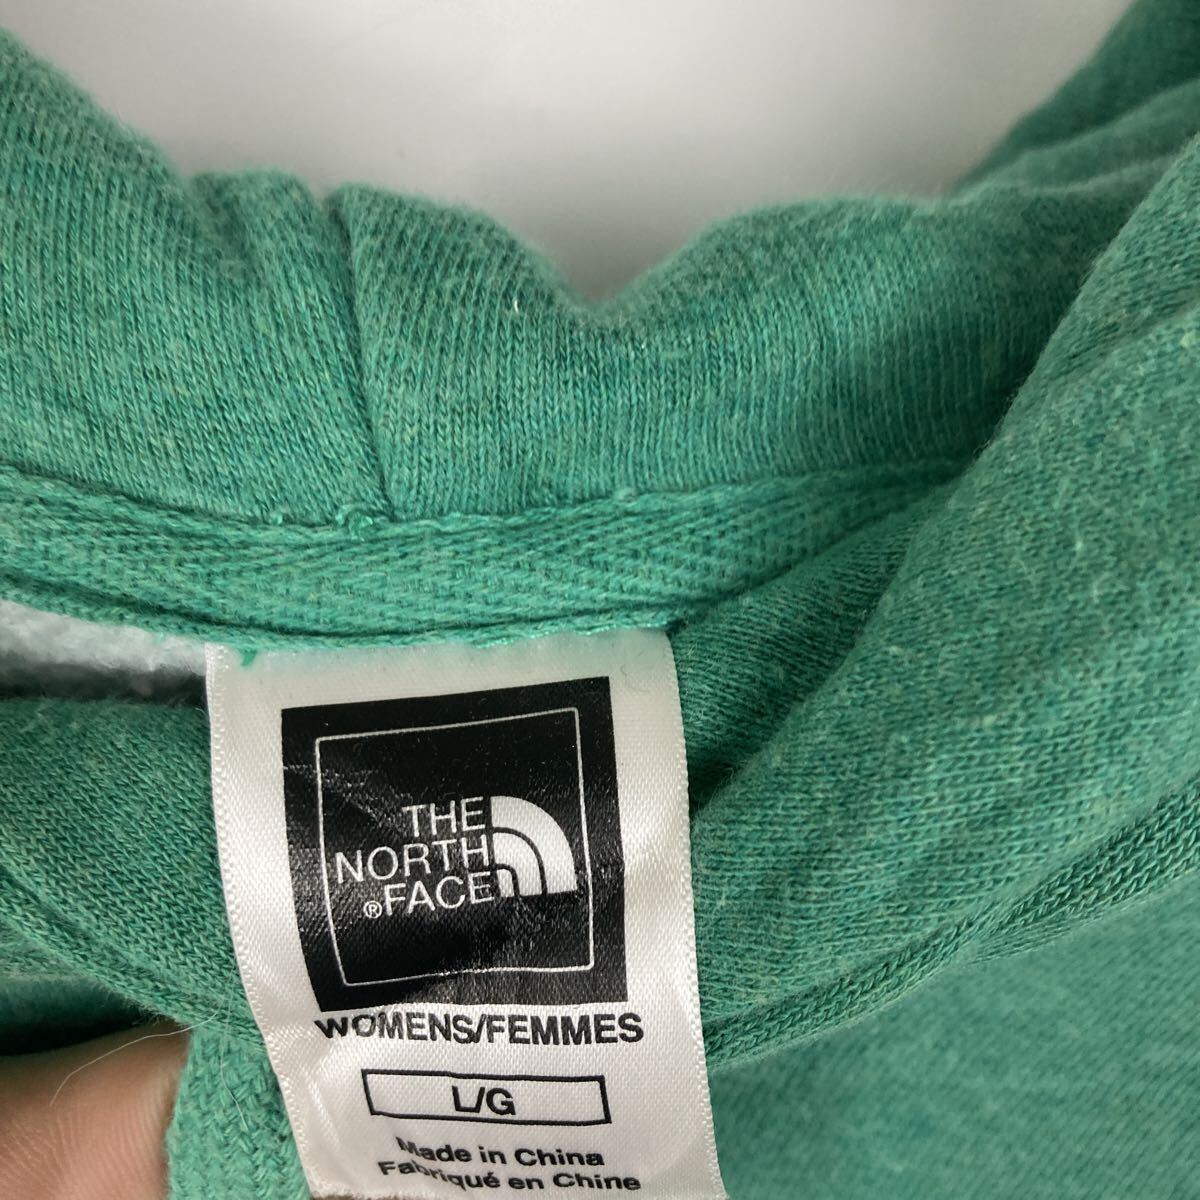 THE
NORTH
®FACE
WOMENS/FEMMES
L/G
Made in China
Fabriqué en Chine